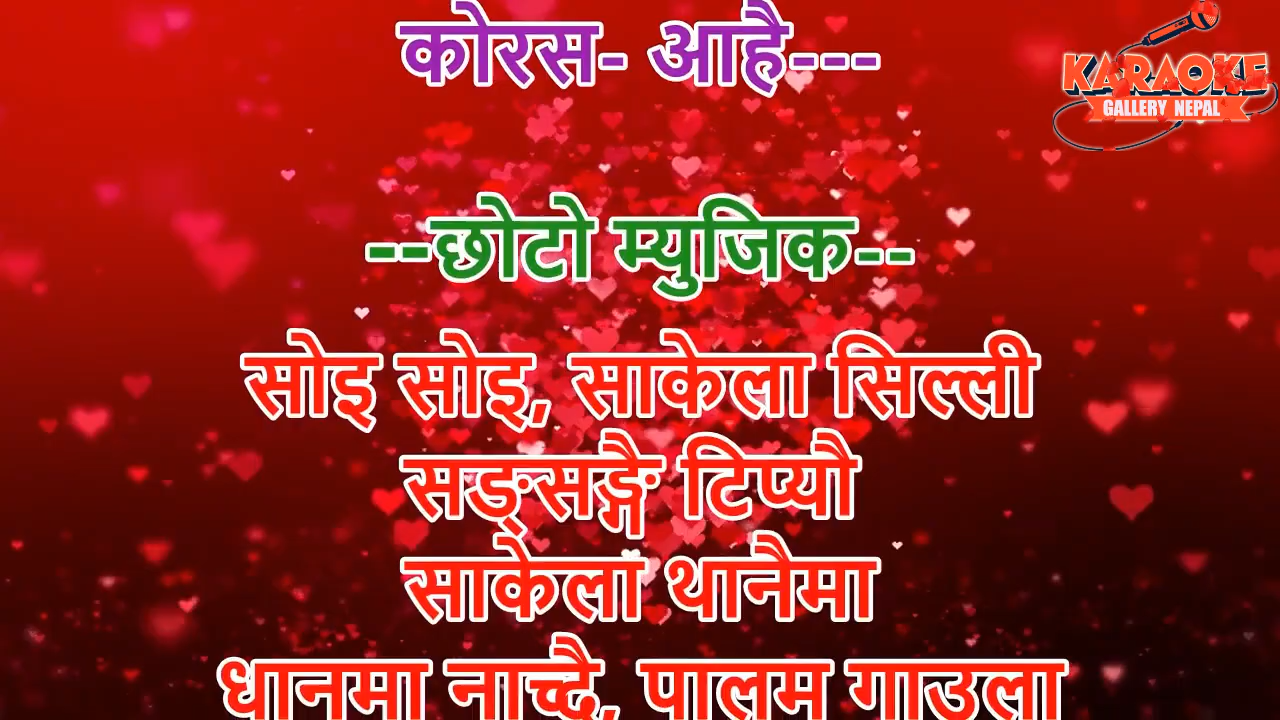 कोरस- आहै---
KARAOKE
GALLERY NEPAL
--छोटो म्युजिक--
सोइ सोइ, साकेला सिल्ली
सङ्सङ्गै टिप्यौ
साकेला थानैमा
धानमा नाच्दै, पालम गाउला